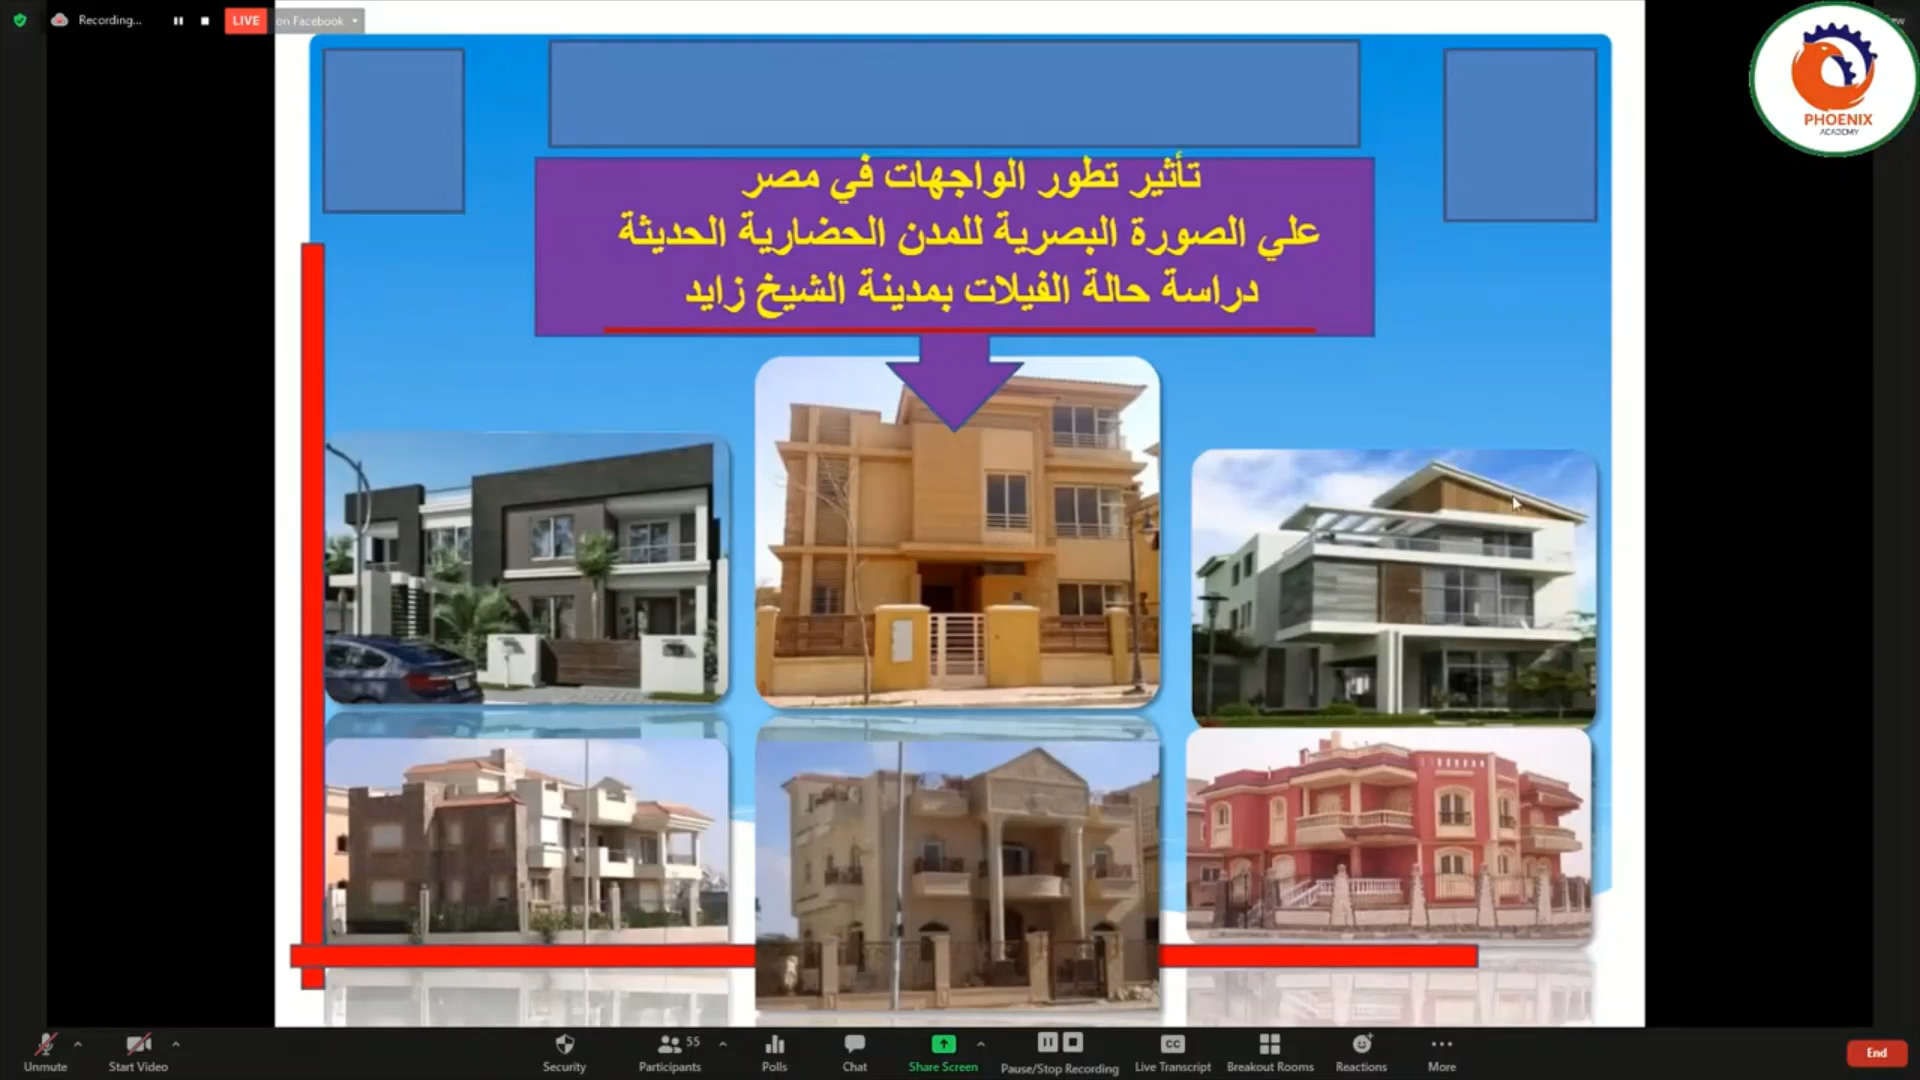 Recording...
LIVE
on Facebook
PHOENIX
ACADEMY
تأثير تطور الواجهات في مصر
علي الصورة البصرية للمدن الحضارية الحديثة
دراسة حالة الفيلات بمدينة الشيخ زايد
Unmute
Start Video
Security
55
Participants
Polls
Chat
Share Screen
Pause/Stop Recording
CC
Live Transcript
Breakout Rooms
Reactions
More
End